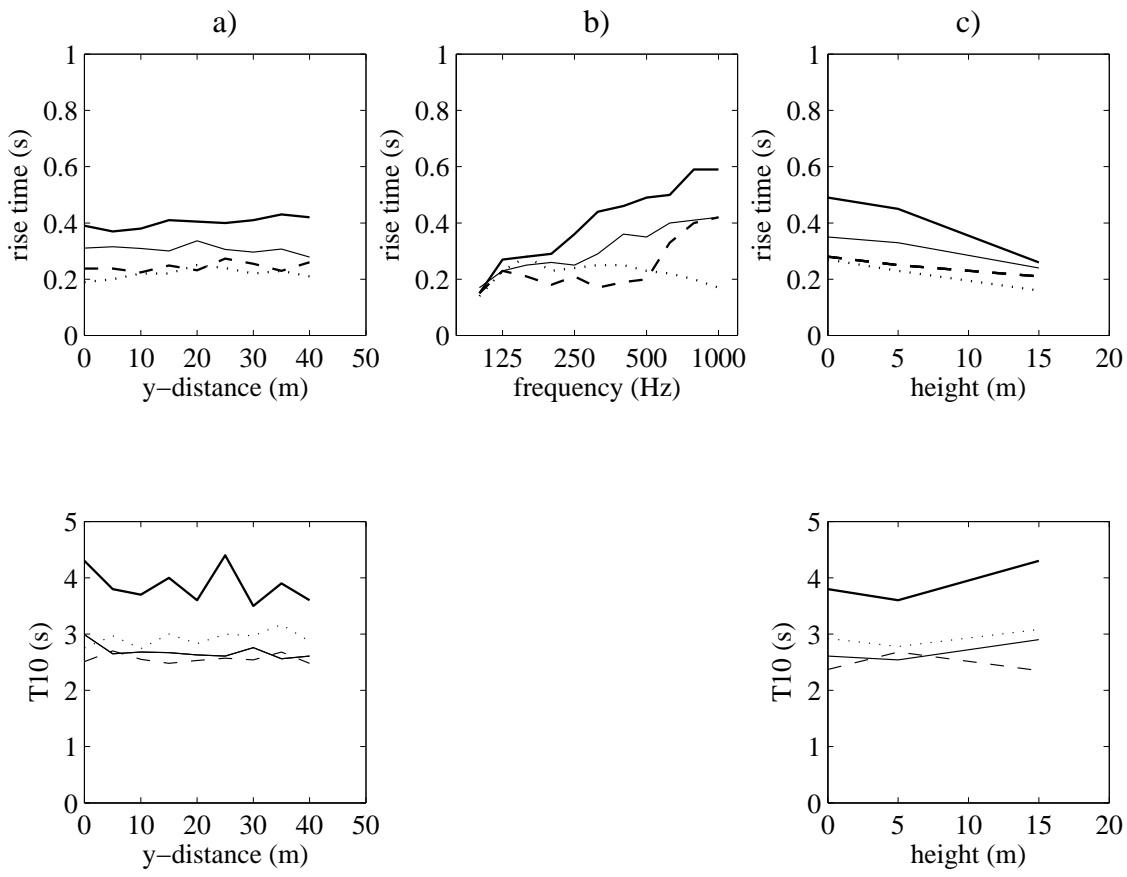 a)
b)
c)
1
0.8
0.6
0.4
0.2
0
rise time (s)
0 10 20 30 40 50
y−distance (m)
1
0.8
0.6
0.4
0.2
0
rise time (s)
125 250 500 1000
frequency (Hz)
1
0.8
0.6
0.4
0.2
0
rise time (s)
0 5 10 15 20
height (m)
5
4
3
2
1
0
T10 (s)
0 10 20 30 40 50
y−distance (m)
5
4
3
2
1
0
T10 (s)
0 5 10 15 20
height (m)